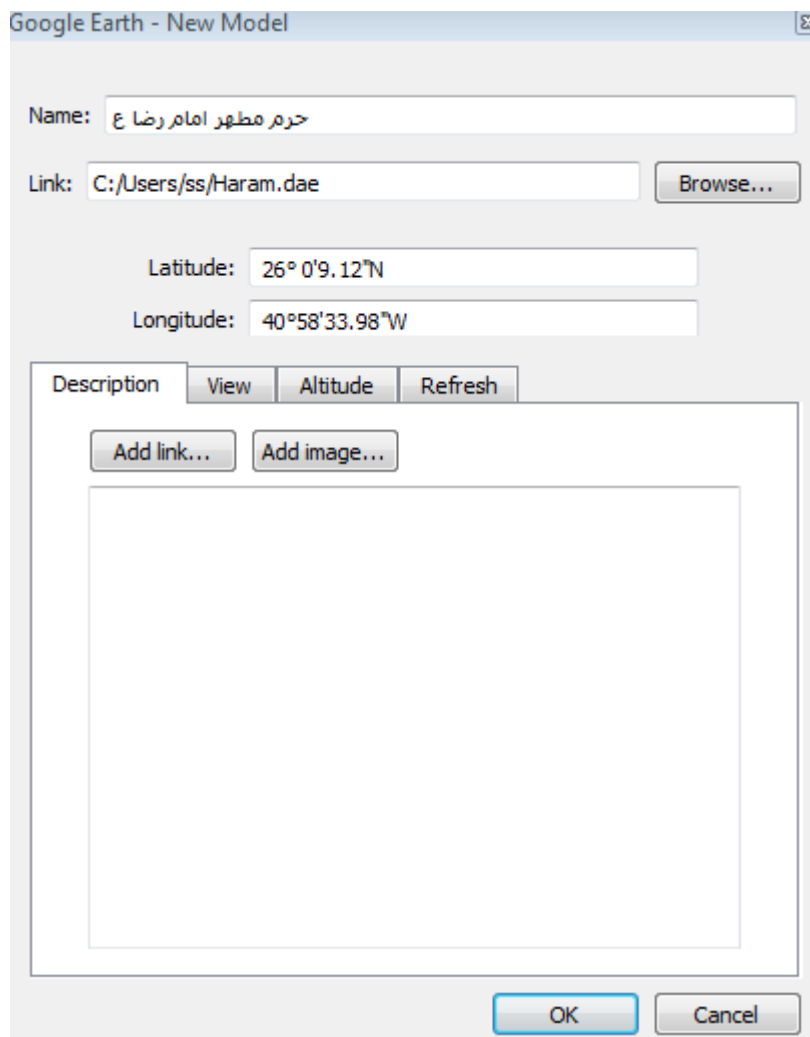 Google Earth - New Model
Name: حرم مطهر امام رضا ع
Link: C:/Users/ss/Haram.dae Browse...
Latitude: 26° 0'9.12"N
Longitude: 40°58'33.98"W
Description View Altitude Refresh
Add link... Add image...
OK Cancel